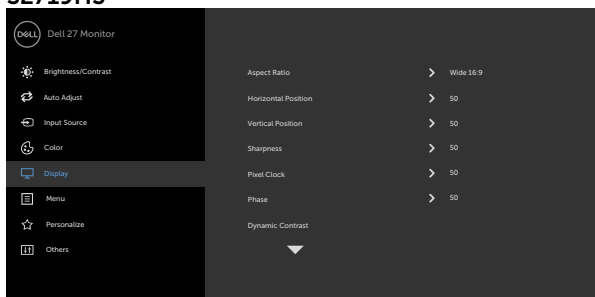 SE2719HS
DELL Dell 27 Monitor
Brightness/Contrast
Auto Adjust
Input Source
Color
Display
Menu
Personalize
Others
Aspect Ratio Wide 16:9
Horizontal Position 50
Vertical Position 50
Sharpness 50
Pixel Clock 50
Phase 50
Dynamic Contrast